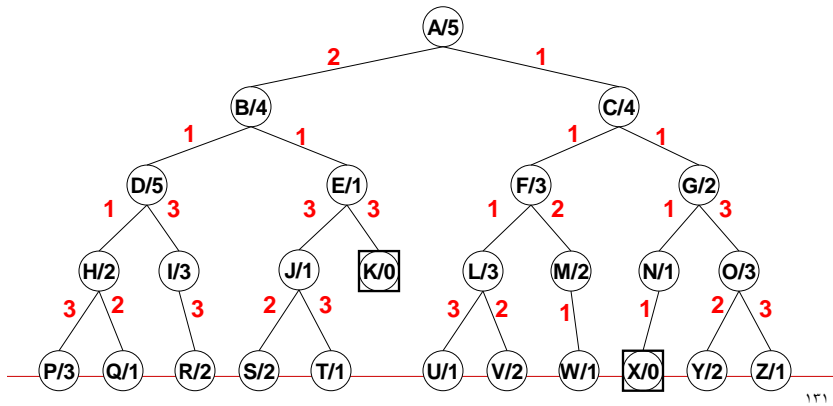 A/5
2 1
B/4 C/4
1 1 1 1
D/5 E/1 F/3 G/2
1 3 3 3 1 2 1 3
H/2 I/3 J/1 K/0 L/3 M/2 N/1 O/3
3 2 3 2 3 3 2 1 1 2 3
P/3 Q/1 R/2 S/2 T/1 U/1 V/2 W/1 X/0 Y/2 Z/1
۱۳۱